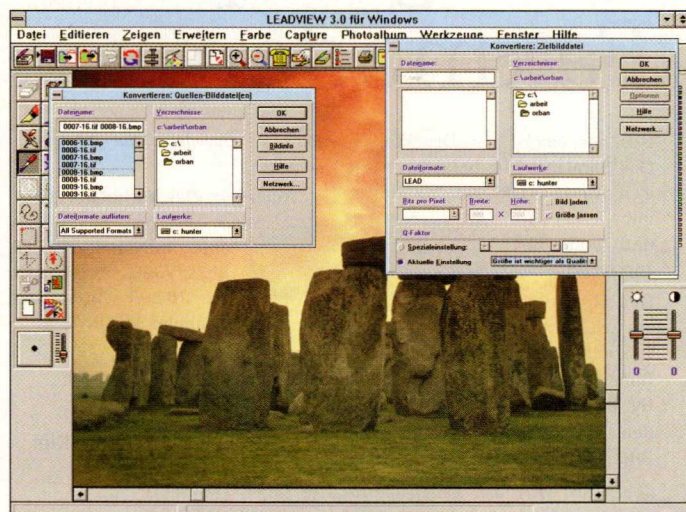 LEADVIEW 3.0 für Windows
Datei Editieren Zeigen Erweitern Farbe Capture Photoalbum Werkzeuge Fenster Hilfe
Konvertieren: Quellen-Bilddatei[en]
Dateiname:
0007-16.tif 0008-16.bmp
0006-16.bmp
0006-16.tif
0007-16.bmp
0007-16.tif
0008-16.bmp
0008-16.tif
0009-16.bmp
0009-16.tif
Dateiformate auflisten:
All Supported Formats
Verzeichnisse:
c:\arbeit\orban
c:\
arbeit
orban
Laufwerke:
c: hunter
OK
Abbrechen
Bildinfo
Hilfe
Netzwerk...
Konvertiere: Zielbilddatei
Dateiname:
Verzeichnisse:
c:\arbeit\orban
c:\
arbeit
orban
OK
Abbrechen
Optionen
Hilfe
Netzwerk...
Dateiformate:
LEAD
Laufwerke:
c: hunter
Bits pro Pixel:
Breite:
Höhe:
X
Bild laden
Größe lassen
Q-Faktor
Spezialeinstellung:
Aktuelle Einstellung
Größe ist wichtiger als Qualit
0
0